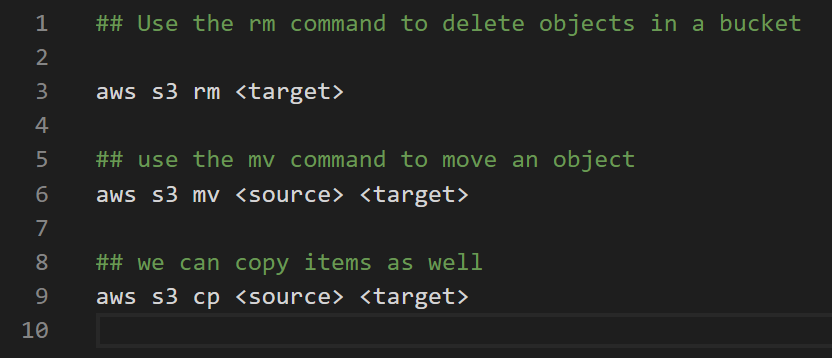 1 ## Use the rm command to delete objects in a bucket
2
3 aws s3 rm <target>
4
5 ## use the mv command to move an object
6 aws s3 mv <source> <target>
7
8 ## we can copy items as well
9 aws s3 cp <source> <target>
10